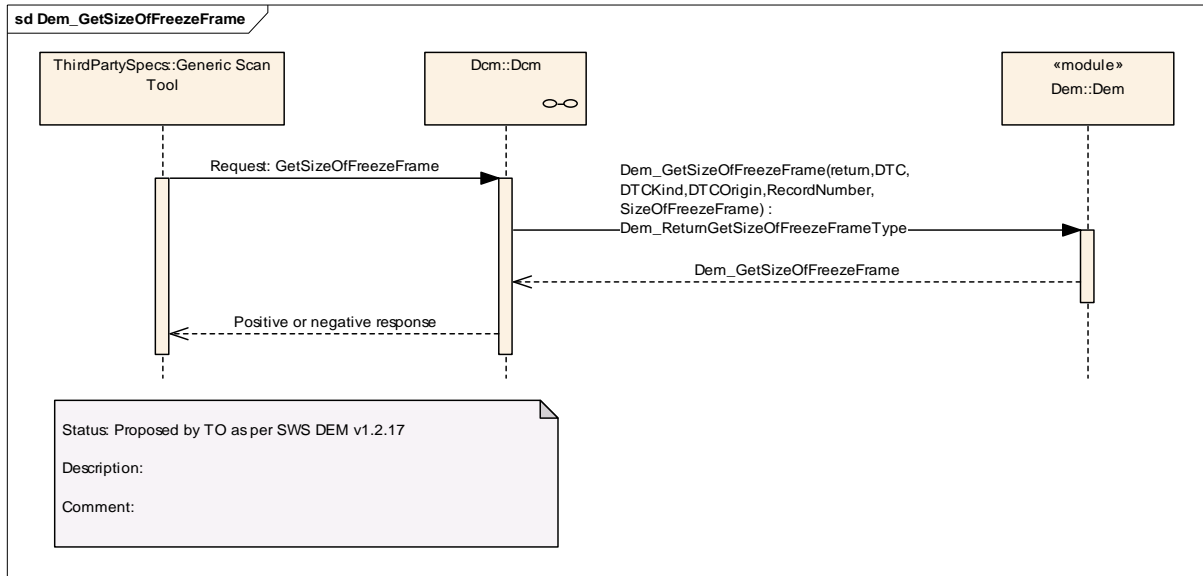 sd Dem_GetSizeOfFreezeFrame
ThirdPartySpecs::Generic Scan
Tool
Dcm::Dcm
«module»
Dem::Dem
Request: GetSizeOfFreezeFrame
Dem_GetSizeOfFreezeFrame(return,DTC,
DTCKind,DTCOrigin,RecordNumber,
SizeOfFreezeFrame) :
Dem_ReturnGetSizeOfFreezeFrameType
Dem_GetSizeOfFreezeFrame
Positive or negative response
Status: Proposed by TO as per SWS DEM v1.2.17
Description:
Comment: